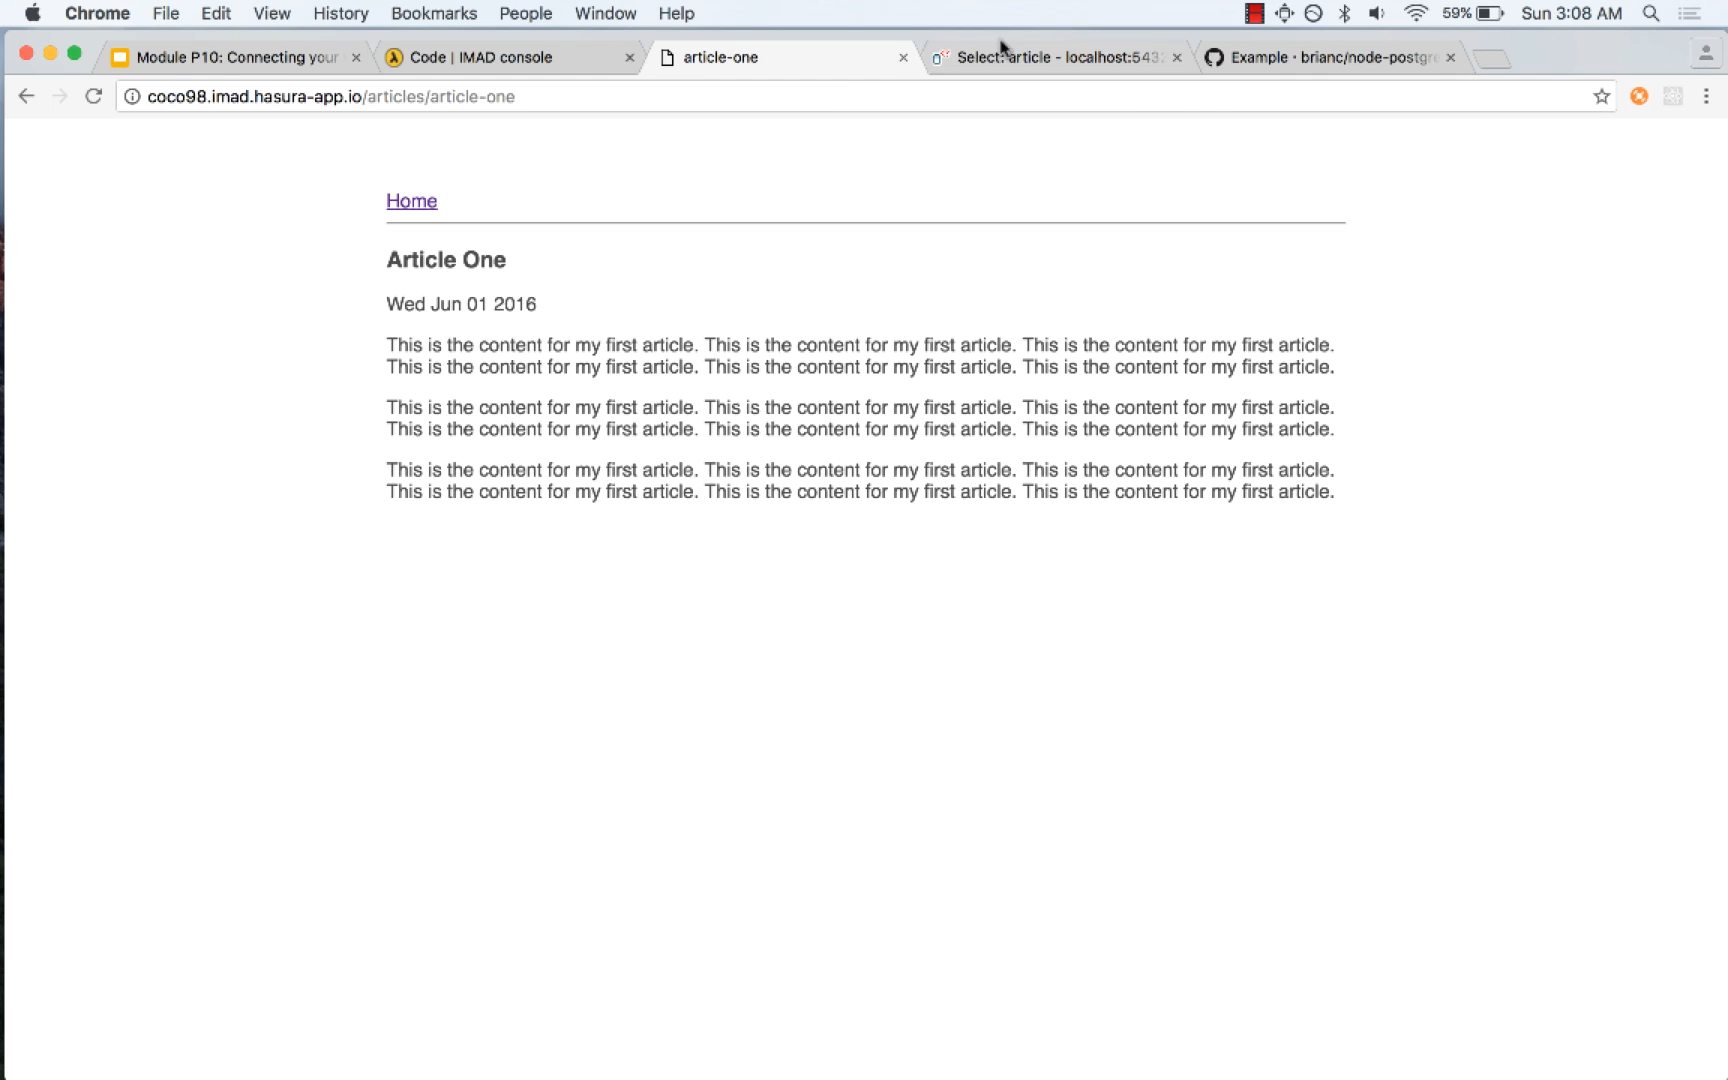 Chrome File Edit View History Bookmarks People Window Help 59% Sun 3:08 AM
Module P10: Connecting your Code | IMAD console article-one Select: article - localhost:543 Example · brianc/node-postgre
coco98.imad.hasura-app.io/articles/article-one
Home
Article One
Wed Jun 01 2016
This is the content for my first article. This is the content for my first article. This is the content for my first article.
This is the content for my first article. This is the content for my first article. This is the content for my first article.
This is the content for my first article. This is the content for my first article. This is the content for my first article.
This is the content for my first article. This is the content for my first article. This is the content for my first article.
This is the content for my first article. This is the content for my first article. This is the content for my first article.
This is the content for my first article. This is the content for my first article. This is the content for my first article.